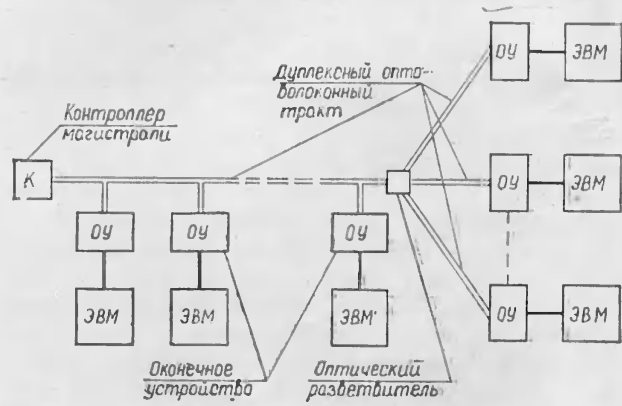 ОУ ЭВМ
Дуплексный опто-
волоконный
тракт
Контроллер
магистрали
К
ОУ ЭВМ
ОУ ОУ ОУ
ОУ ЭВМ
ЭВМ ЭВМ ЭВМ
Оконечное
устройство
Оптический
разветвитель